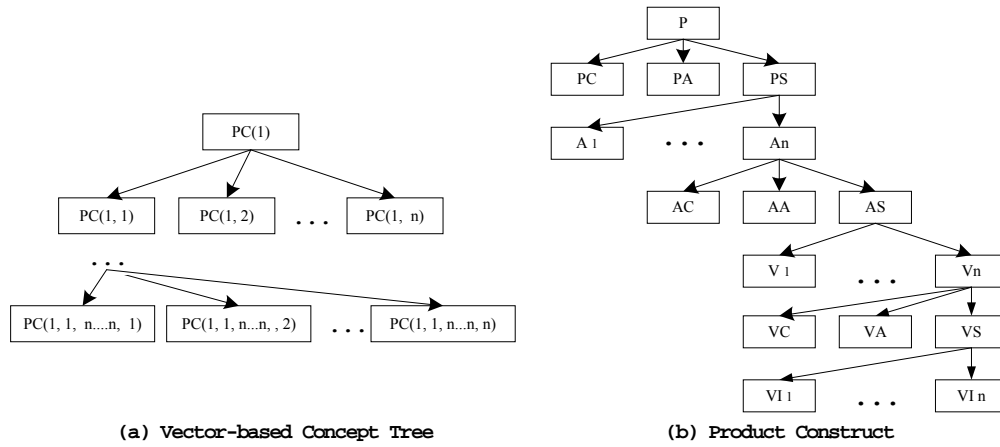 PC(1)
PC(1, 1) PC(1, 2) ... PC(1, n)
...
PC(1, 1, n....n, 1) PC(1, 1, n...n, , 2) ... PC(1, 1, n...n, n)
(a) Vector-based Concept Tree
P
PC PA PS
A 1 ... An
AC AA AS
V 1 ... Vn
VC VA VS
VI 1 ... VI n
(b) Product Construct